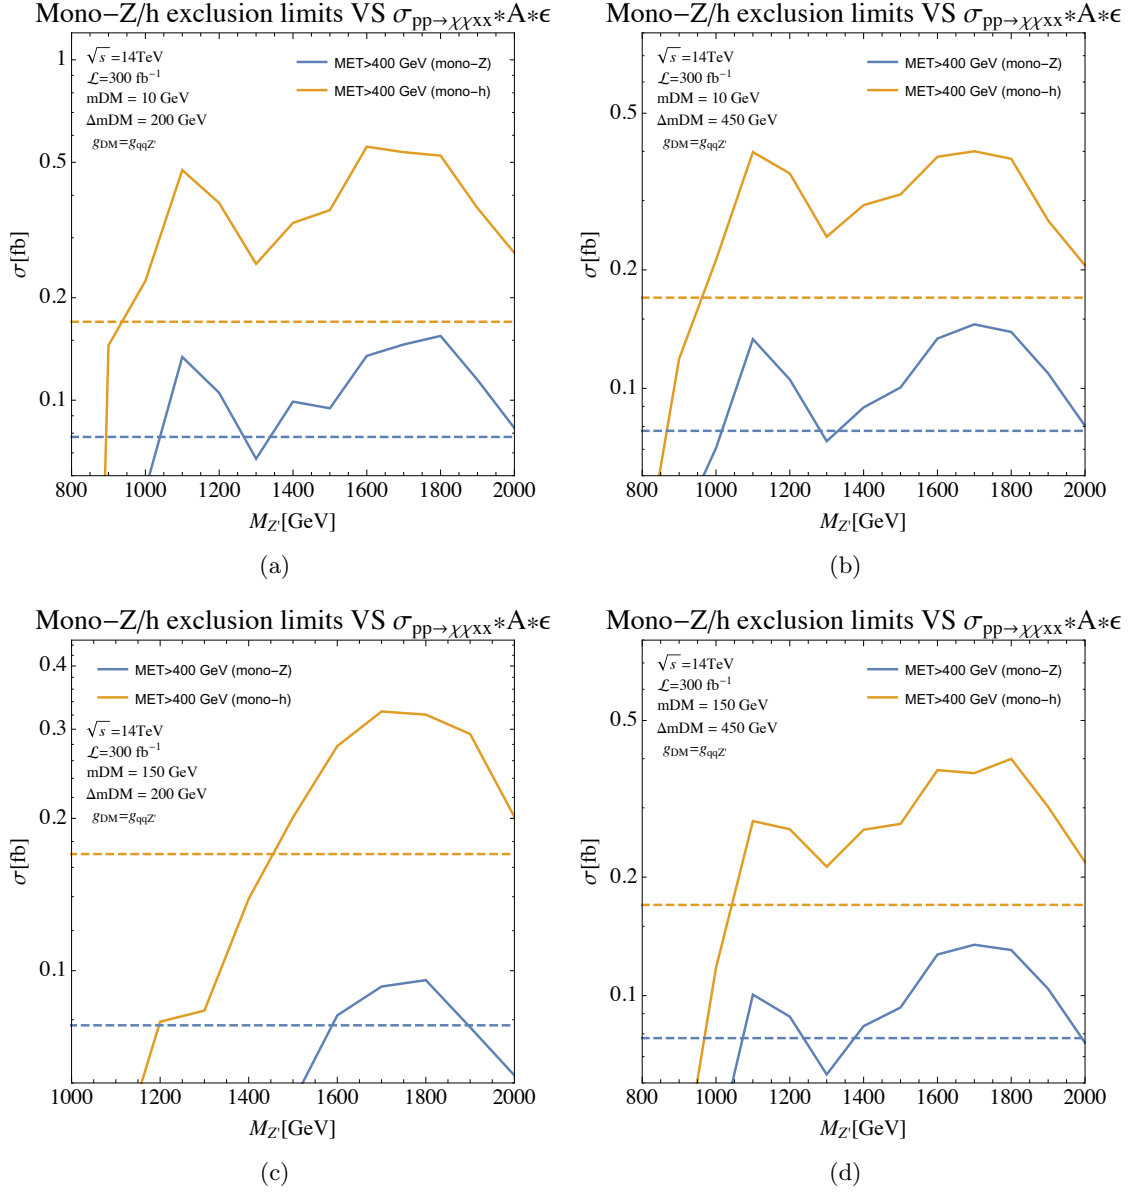 Mono−Z/h exclusion limits VS σpp→χχxx∗A∗ϵ
√s =14TeV
ℒ=300 fb⁻¹
mDM = 10 GeV
ΔmDM = 200 GeV
gDM=gqqZ'
MET>400 GeV (mono−Z)
MET>400 GeV (mono−h)
1
0.5
0.2
0.1
σ[fb]
800 1000 1200 1400 1600 1800 2000
MZ'[GeV]
(a)
Mono−Z/h exclusion limits VS σpp→χχxx∗A∗ϵ
√s =14TeV
ℒ=300 fb⁻¹
mDM = 10 GeV
ΔmDM = 450 GeV
gDM=gqqZ'
MET>400 GeV (mono−Z)
MET>400 GeV (mono−h)
0.5
0.2
0.1
σ[fb]
800 1000 1200 1400 1600 1800 2000
MZ'[GeV]
(b)
Mono−Z/h exclusion limits VS σpp→χχxx∗A∗ϵ
MET>400 GeV (mono−Z)
MET>400 GeV (mono−h)
√s =14TeV
ℒ=300 fb⁻¹
mDM = 150 GeV
ΔmDM = 200 GeV
gDM=gqqZ'
0.4
0.3
0.2
0.1
σ[fb]
1000 1200 1400 1600 1800 2000
MZ'[GeV]
(c)
Mono−Z/h exclusion limits VS σpp→χχxx∗A∗ϵ
√s =14TeV
ℒ=300 fb⁻¹
mDM = 150 GeV
ΔmDM = 450 GeV
gDM=gqqZ'
MET>400 GeV (mono−Z)
MET>400 GeV (mono−h)
0.5
0.2
0.1
σ[fb]
800 1000 1200 1400 1600 1800 2000
MZ'[GeV]
(d)